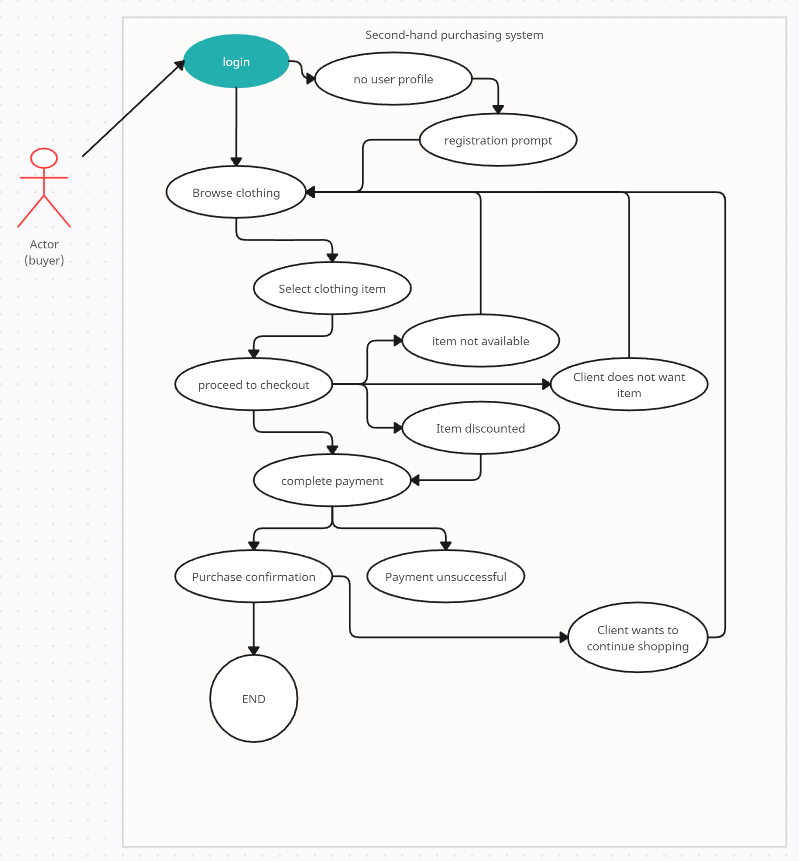 Second-hand purchasing system
login
no user profile
registration prompt
Actor
(buyer)
Browse clothing
Select clothing item
item not available
proceed to checkout
Client does not want
item
Item discounted
complete payment
Purchase confirmation
Payment unsuccessful
Client wants to
continue shopping
END